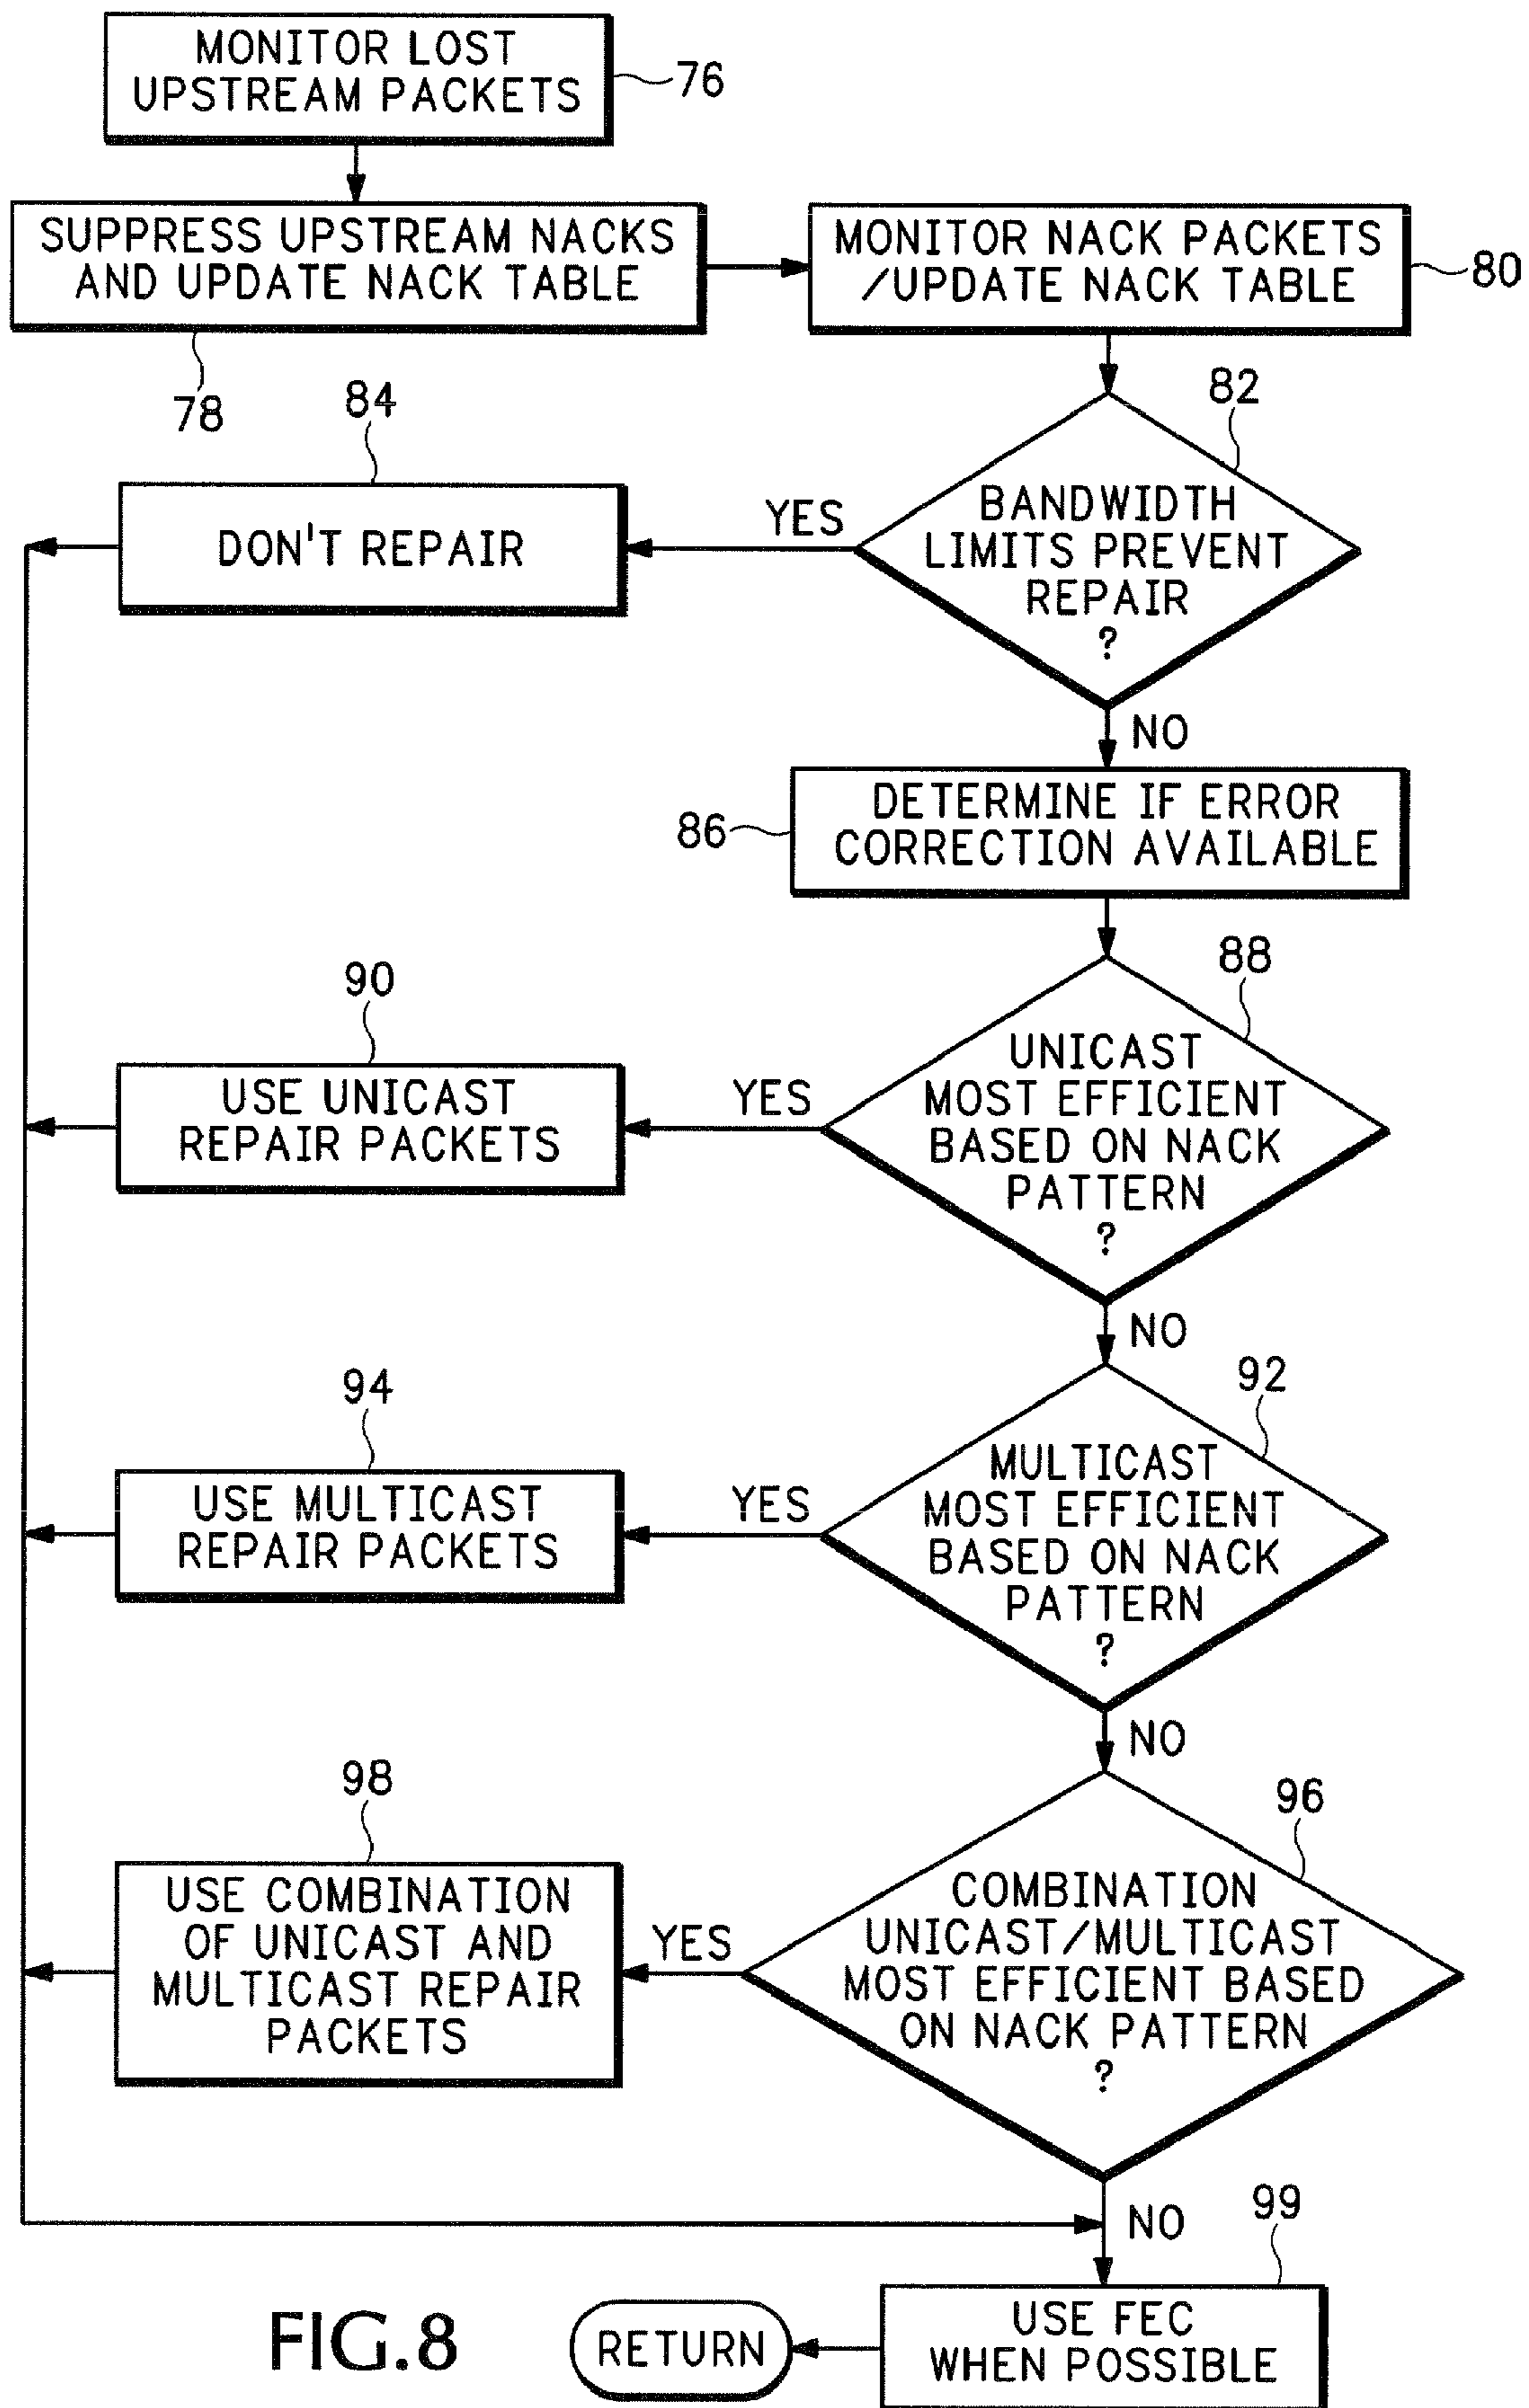 MONITOR LOST
UPSTREAM PACKETS
76
SUPPRESS UPSTREAM NACKS
AND UPDATE NACK TABLE
78
MONITOR NACK PACKETS
/UPDATE NACK TABLE
80
82
BANDWIDTH
LIMITS PREVENT
REPAIR
?
YES
84
DON'T REPAIR
NO
86
DETERMINE IF ERROR
CORRECTION AVAILABLE
88
UNICAST
MOST EFFICIENT
BASED ON NACK
PATTERN
?
YES
90
USE UNICAST
REPAIR PACKETS
NO
92
MULTICAST
MOST EFFICIENT
BASED ON NACK
PATTERN
?
YES
94
USE MULTICAST
REPAIR PACKETS
NO
96
COMBINATION
UNICAST/MULTICAST
MOST EFFICIENT BASED
ON NACK PATTERN
?
YES
98
USE COMBINATION
OF UNICAST AND
MULTICAST REPAIR
PACKETS
NO
99
USE FEC
WHEN POSSIBLE
RETURN
FIG.8